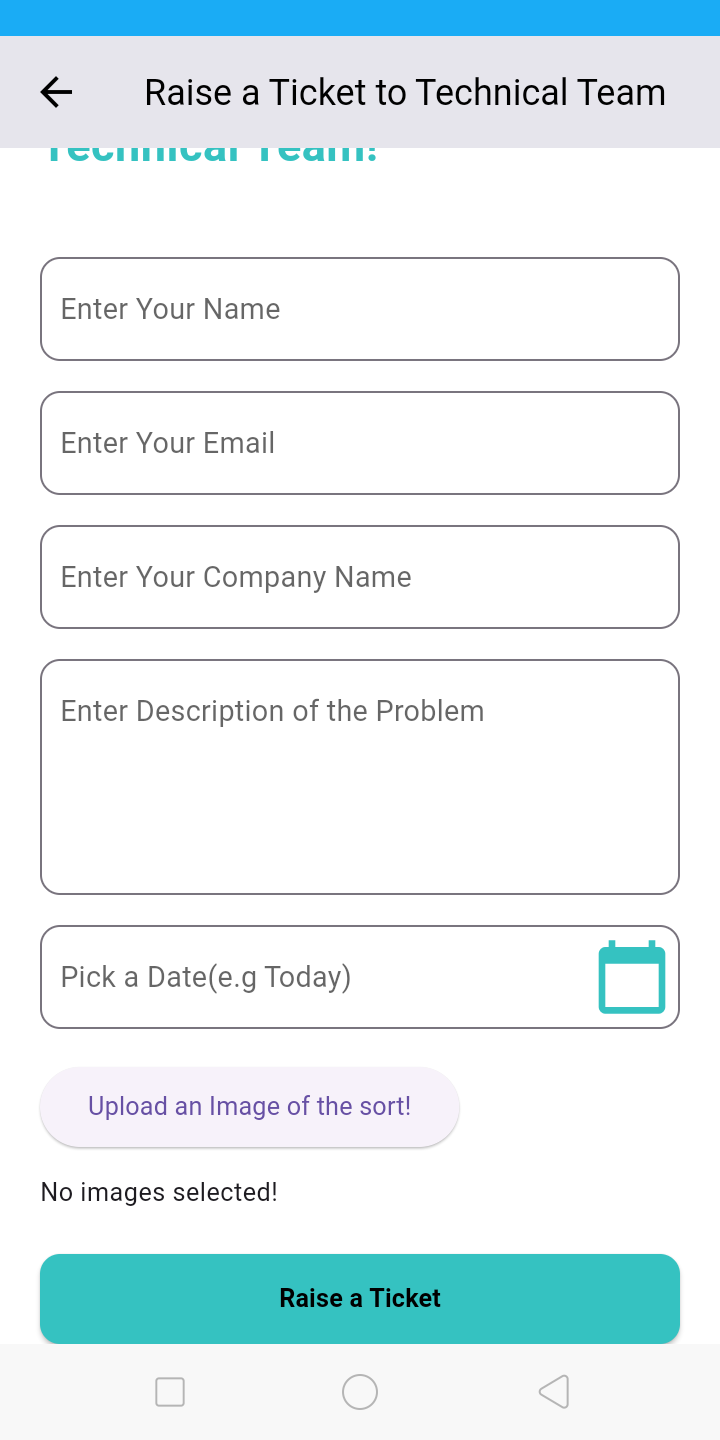 Raise a Ticket to Technical Team
Technical Team!
Enter Your Name
Enter Your Email
Enter Your Company Name
Enter Description of the Problem
Pick a Date(e.g Today)
Upload an Image of the sort!
No images selected!
Raise a Ticket